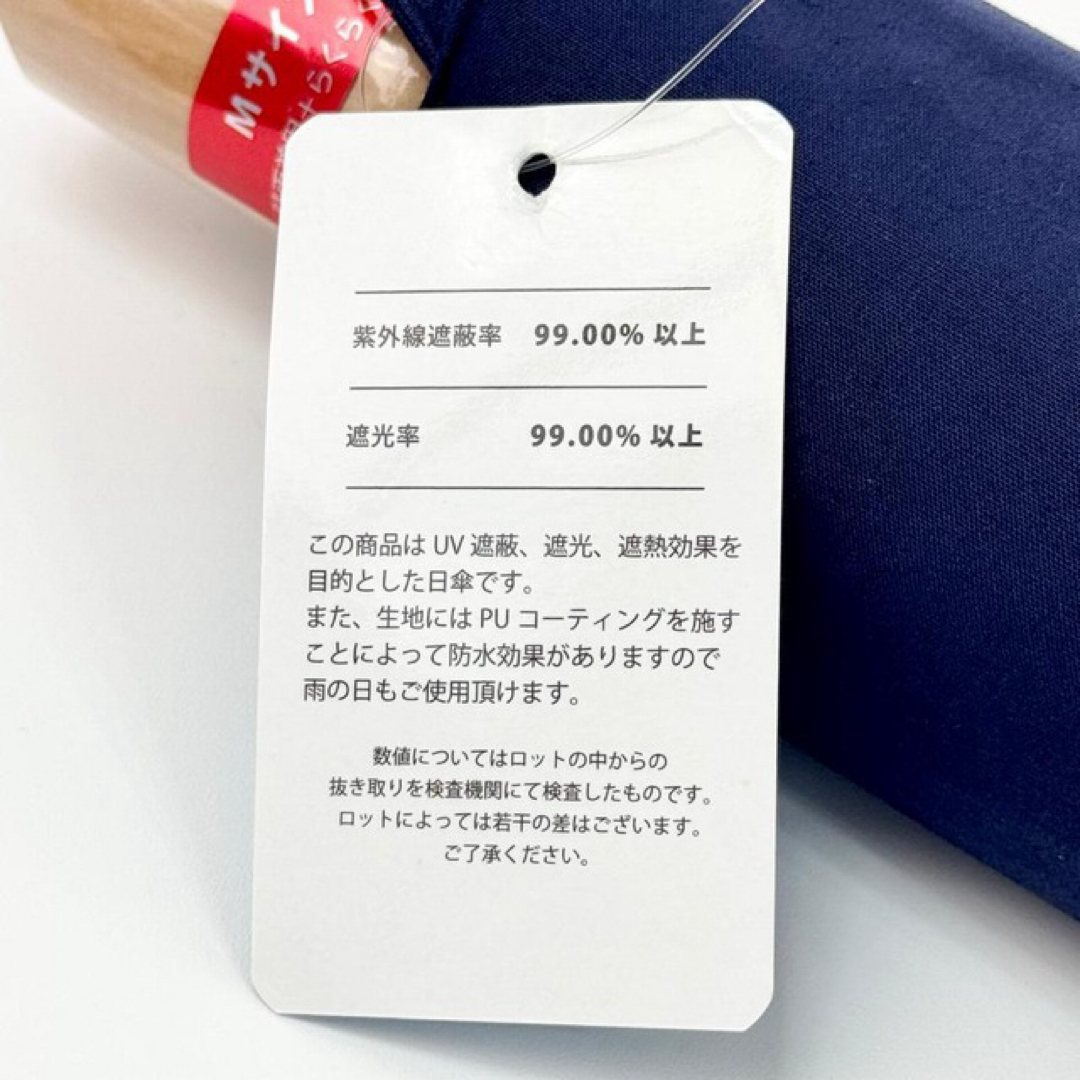 Mサイ
らくらく
紫外線遮蔽率 99.00% 以上
遮光率 99.00% 以上
この商品は UV 遮蔽、遮光、遮熱効果を
目的とした日傘です。
また、生地には PU コーティングを施す
ことによって防水効果がありますので
雨の日もご使用頂けます。
数値についてはロットの中からの
抜き取りを検査機関にて検査したものです。
ロットによっては若干の差はございます。
ご了承ください。